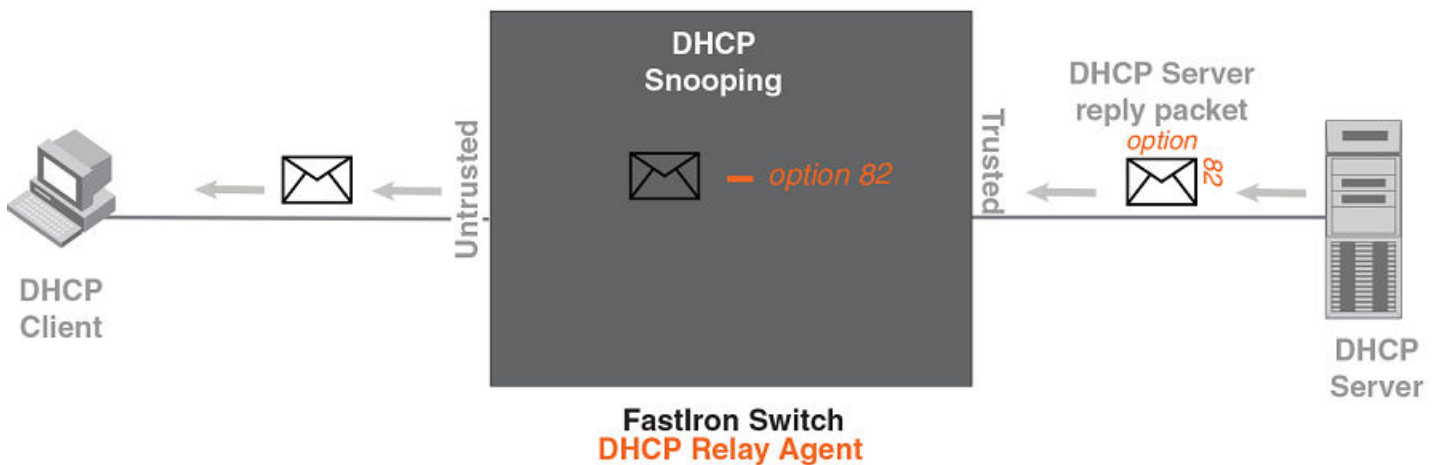 DHCP
Snooping
DHCP Server
reply packet
option
82
Untrusted
Trusted
– option 82
DHCP
Client
DHCP
Server
FastIron Switch
DHCP Relay Agent